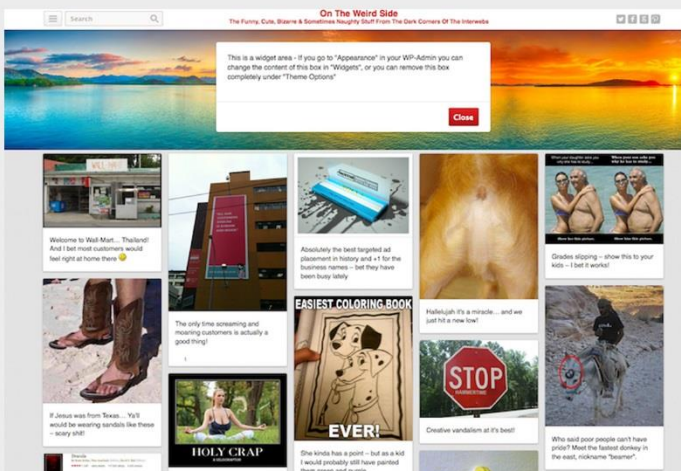 Search
On The Weird Side
The Funny, Cute, Bizarre & Sometimes Naughty Stuff From The Dark Corners Of The Interwebs
This is a widget area - If you go to "Appearance" in your WP-Admin you can
change the content of this box in "Widgets", or you can remove this box
completely under "Theme Options"
Close
WALL-MART
Welcome to Wall-Mart... Thailand!
And I bet most customers would
feel right at home there
If Jesus was from Texas... Ya'll
would be wearing sandals like these
– scary shit!
The only time screaming and
moaning customers is actually a
good thing!
HOLY CRAP
Absolutely the best targeted ad
placement in history and +1 for the
business names – bet they have
been busy lately
EASIEST COLORING BOOK
EVER!
She kinda has a point – but as a kid
I would probably still have painted
Hallelujah it's a miracle... and we
just hit a new low!
STOP
HAMMERTIME
Creative vandalism at it's best!
Grades slipping – show this to your
kids – I bet it works!
Who said poor people can't have
pride? Meet the fastest donkey in
the east, nickname "beamer".